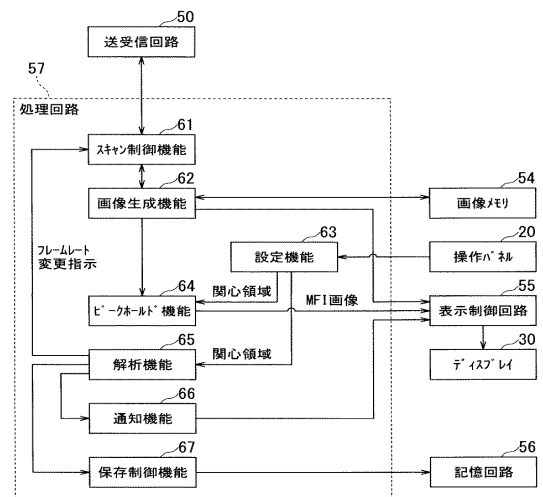 50
送受信回路
57
処理回路
61
スキャン制御機能
62
画像生成機能
54
画像メモリ
63
設定機能
20
操作パネル
フレームレート
変更指示
64
関心領域
MFI画像
55
ピークホールド機能
表示制御回路
65
関心領域
30
解析機能
ディスプレイ
66
通知機能
67
保存制御機能
56
記憶回路